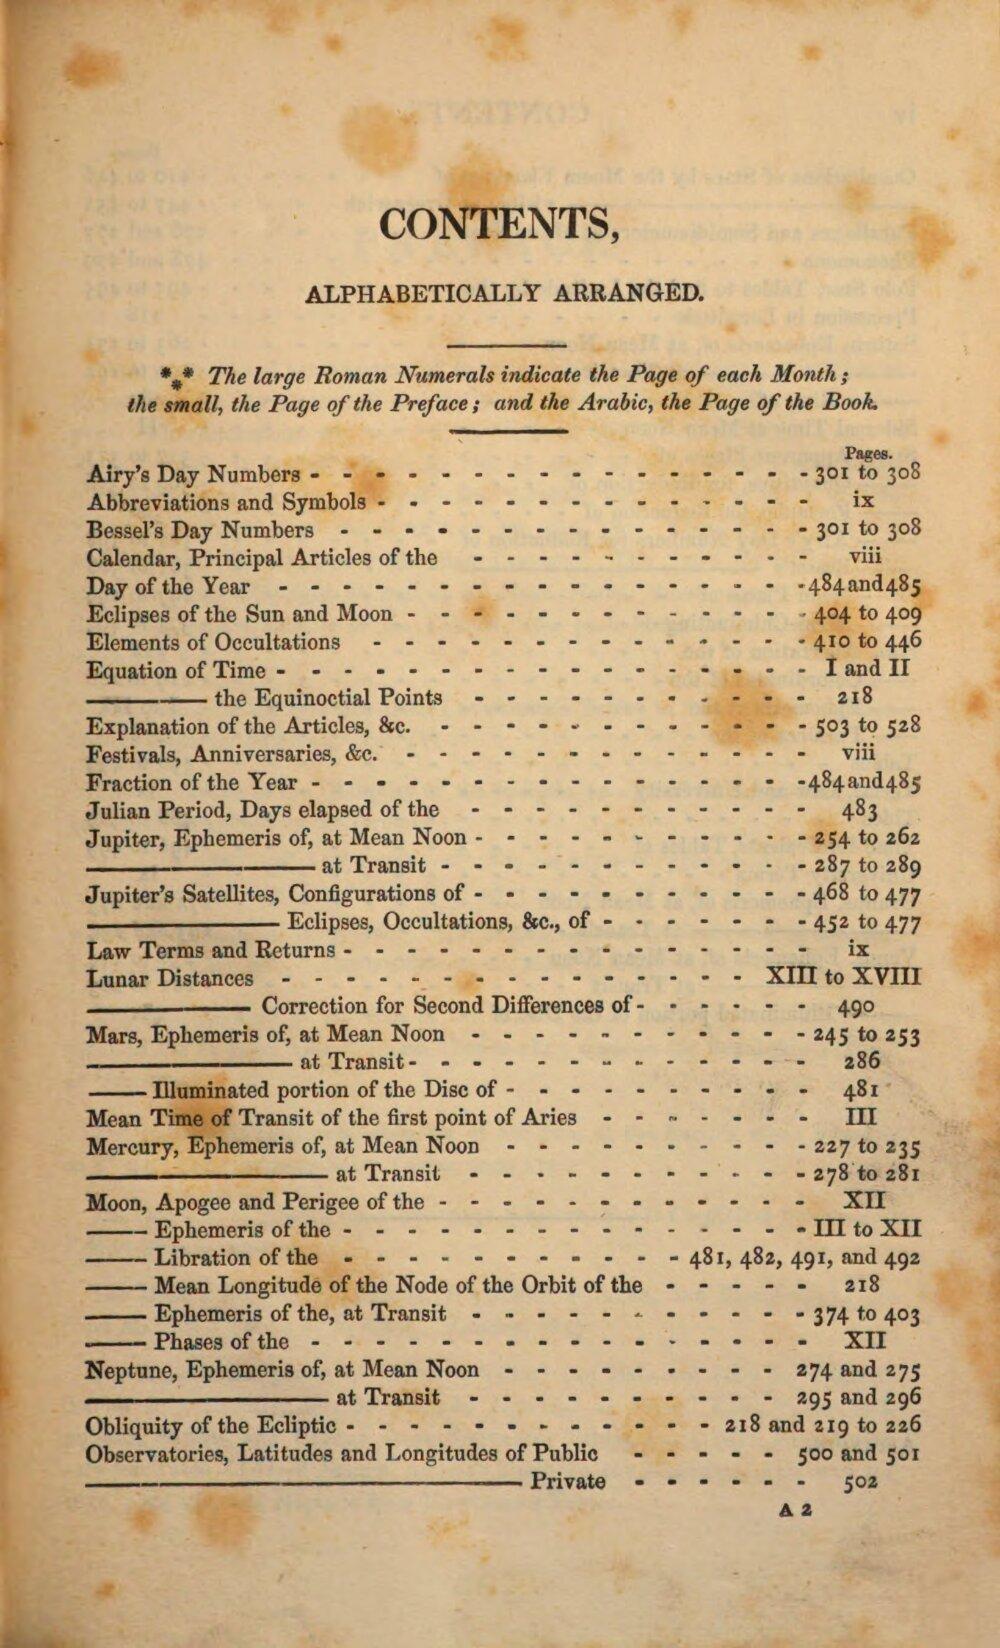 CONTENTS,
ALPHABETICALLY ARRANGED.
*⁎* The large Roman Numerals indicate the Page of each Month;
the small, the Page of the Preface; and the Arabic, the Page of the Book.
Pages.
Airy's Day Numbers - - - - - - - - - - - - - - - - 301 to 308
Abbreviations and Symbols - - - - - - - - - - - - - - ix
Bessel's Day Numbers - - - - - - - - - - - - - - - 301 to 308
Calendar, Principal Articles of the - - - - - - - - - - - viii
Day of the Year - - - - - - - - - - - - - - - - - 484 and 485
Eclipses of the Sun and Moon - - - - - - - - - - - - - 404 to 409
Elements of Occultations - - - - - - - - - - - - - - 410 to 446
Equation of Time - - - - - - - - - - - - - - - - - I and II
——— the Equinoctial Points - - - - - - - - - - - 218
Explanation of the Articles, &c. - - - - - - - - - - - - 503 to 528
Festivals, Anniversaries, &c. - - - - - - - - - - - - - viii
Fraction of the Year - - - - - - - - - - - - - - - - 484 and 485
Julian Period, Days elapsed of the - - - - - - - - - - - 483
Jupiter, Ephemeris of, at Mean Noon - - - - - - - - - - - 254 to 262
——— at Transit - - - - - - - - - - - - 287 to 289
Jupiter's Satellites, Configurations of - - - - - - - - - - - 468 to 477
——— Eclipses, Occultations, &c., of - - - - - - - 452 to 477
Law Terms and Returns - - - - - - - - - - - - - - - ix
Lunar Distances - - - - - - - - - - - - - - - XIII to XVIII
——— Correction for Second Differences of - - - - - - 490
Mars, Ephemeris of, at Mean Noon - - - - - - - - - - - 245 to 253
——— at Transit - - - - - - - - - - - - - 286
——— Illuminated portion of the Disc of - - - - - - - - - - 481
Mean Time of Transit of the first point of Aries - - - - - - - III
Mercury, Ephemeris of, at Mean Noon - - - - - - - - - - 227 to 235
——— at Transit - - - - - - - - - - - 278 to 281
Moon, Apogee and Perigee of the - - - - - - - - - - - - XII
——— Ephemeris of the - - - - - - - - - - - - - - - III to XII
——— Libration of the - - - - - - - - - - - 481, 482, 491, and 492
——— Mean Longitude of the Node of the Orbit of the - - - - - 218
——— Ephemeris of the, at Transit - - - - - - - - - - - 374 to 403
——— Phases of the - - - - - - - - - - - - - - - - XII
Neptune, Ephemeris of, at Mean Noon - - - - - - - - - 274 and 275
——— at Transit - - - - - - - - - - 295 and 296
Obliquity of the Ecliptic - - - - - - - - - - - - 218 and 219 to 226
Observatories, Latitudes and Longitudes of Public - - - - - 500 and 501
——— Private - - - - - - 502
A 2